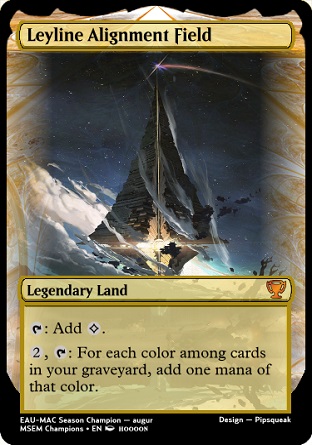 Leyline Alignment Field
Legendary Land
: Add .
2 , : For each color among cards
in your graveyard, add one mana of
that color.
EAU-MAC Season Champion — augur
Design — Pipsqueak
MSEM Champions • EN HOOOON